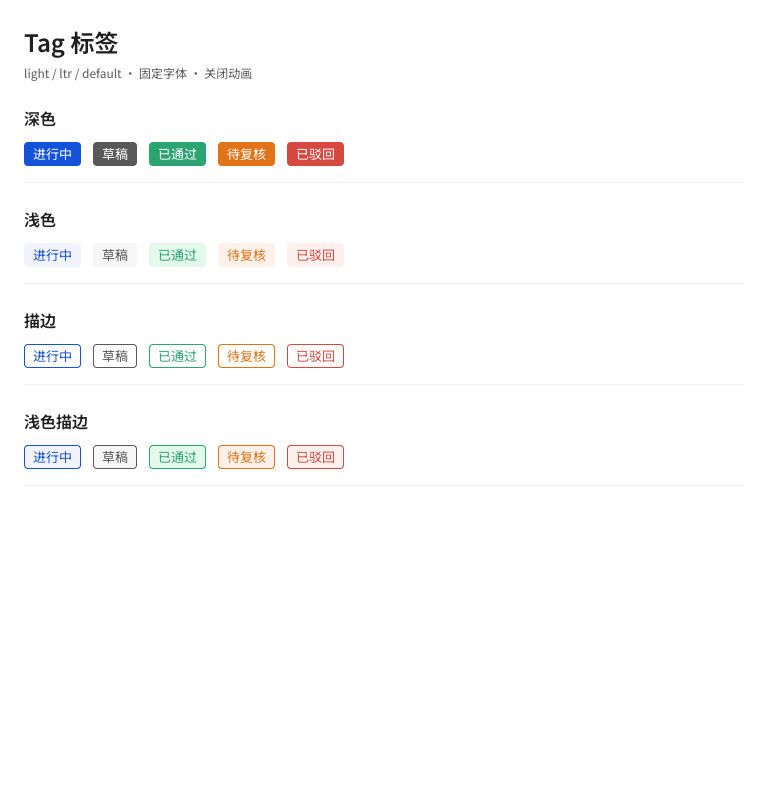 Tag 标签
light / ltr / default · 固定字体 · 关闭动画
深色
进行中 草稿 已通过 待复核 已驳回
浅色
进行中 草稿 已通过 待复核 已驳回
描边
进行中 草稿 已通过 待复核 已驳回
浅色描边
进行中 草稿 已通过 待复核 已驳回